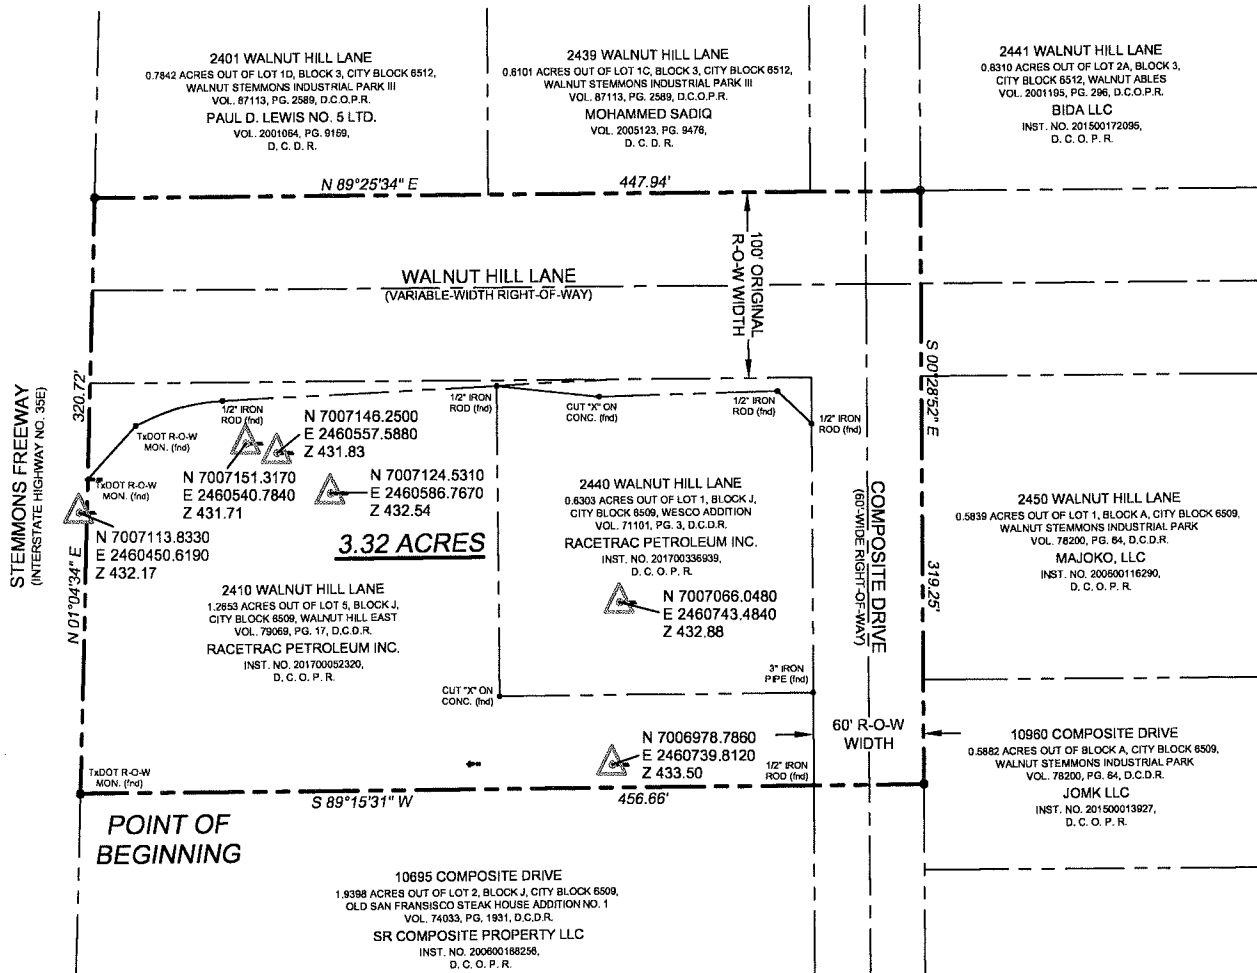 2401 WALNUT HILL LANE
0.7842 ACRES OUT OF LOT 1D, BLOCK 3, CITY BLOCK 6512,
WALNUT STEMMONS INDUSTRIAL PARK III
VOL. 87113, PG. 2589, D.C.O.P.R.
PAUL D. LEWIS NO. 5 LTD.
VOL. 2001064, PG. 9159,
D. C. D. R.
2439 WALNUT HILL LANE
0.6101 ACRES OUT OF LOT 1C, BLOCK 3, CITY BLOCK 6512,
WALNUT STEMMONS INDUSTRIAL PARK III
VOL. 87113, PG. 2589, D.C.O.P.R.
MOHAMMED SADIQ
VOL. 2005123, PG. 9476,
D. C. D. R.
2441 WALNUT HILL LANE
0.8310 ACRES OUT OF LOT 2A, BLOCK 3,
CITY BLOCK 6512, WALNUT ABLES
VOL. 2001195, PG. 296, D.C.O.P.R.
BIDA LLC
INST. NO. 201500172095,
D. C. O. P. R.
N 89°25'34" E
447.94'
100' ORIGINAL
R-O-W WIDTH
WALNUT HILL LANE
(VARIABLE-WIDTH RIGHT-OF-WAY)
STEMMONS FREEWAY
(INTERSTATE HIGHWAY NO. 35E)
320.72'
N 01°04'34" E
S 00°28'52" E
319.25'
1/2" IRON
ROD (fnd)
1/2" IRON
ROD (fnd)
CUT "X" ON
CONC. (fnd)
1/2" IRON
ROD (fnd)
1/2" IRON
ROD (fnd)
TxDOT R-O-W
MON. (fnd)
TxDOT R-O-W
MON. (fnd)
N 7007146.2500
E 2460557.5880
Z 431.83
N 7007151.3170
E 2460540.7840
Z 431.71
N 7007124.5310
E 2460586.7670
Z 432.54
N 7007113.8330
E 2460450.6190
Z 432.17
3.32 ACRES
2440 WALNUT HILL LANE
0.6303 ACRES OUT OF LOT 1, BLOCK J,
CITY BLOCK 6509, WESCO ADDITION
VOL. 71101, PG. 3, D.C.D.R.
RACETRAC PETROLEUM INC.
INST. NO. 201700336939,
D. C. O. P. R.
COMPOSITE DRIVE
(60'-WIDE RIGHT-OF-WAY)
2450 WALNUT HILL LANE
0.5839 ACRES OUT OF LOT 1, BLOCK A, CITY BLOCK 6509,
WALNUT STEMMONS INDUSTRIAL PARK
VOL. 78200, PG. 64, D.C.D.R.
MAJOKO, LLC
INST. NO. 200600116290,
D. C. O. P. R.
2410 WALNUT HILL LANE
1.2653 ACRES OUT OF LOT 5, BLOCK J,
CITY BLOCK 6509, WALNUT HILL EAST
VOL. 79069, PG. 17, D.C.D.R.
RACETRAC PETROLEUM INC.
INST. NO. 201700052320,
D. C. O. P. R.
N 7007066.0480
E 2460743.4840
Z 432.88
CUT "X" ON
CONC. (fnd)
3" IRON
PIPE (fnd)
60' R-O-W
WIDTH
N 7006978.7860
E 2460739.8120
Z 433.50
1/2" IRON
ROD (fnd)
10960 COMPOSITE DRIVE
0.5882 ACRES OUT OF BLOCK A, CITY BLOCK 6509,
WALNUT STEMMONS INDUSTRIAL PARK
VOL. 78200, PG. 64, D.C.D.R.
JOMK LLC
INST. NO. 201500013927,
D. C. O. P. R.
TxDOT R-O-W
MON. (fnd)
S 89°15'31" W
456.66'
POINT OF
BEGINNING
10695 COMPOSITE DRIVE
1.9398 ACRES OUT OF LOT 2, BLOCK J, CITY BLOCK 6509,
OLD SAN FRANSISCO STEAK HOUSE ADDITION NO. 1
VOL. 74033, PG, 1931, D.C.D.R.
SR COMPOSITE PROPERTY LLC
INST. NO. 200600188256,
D. C. O. P. R.